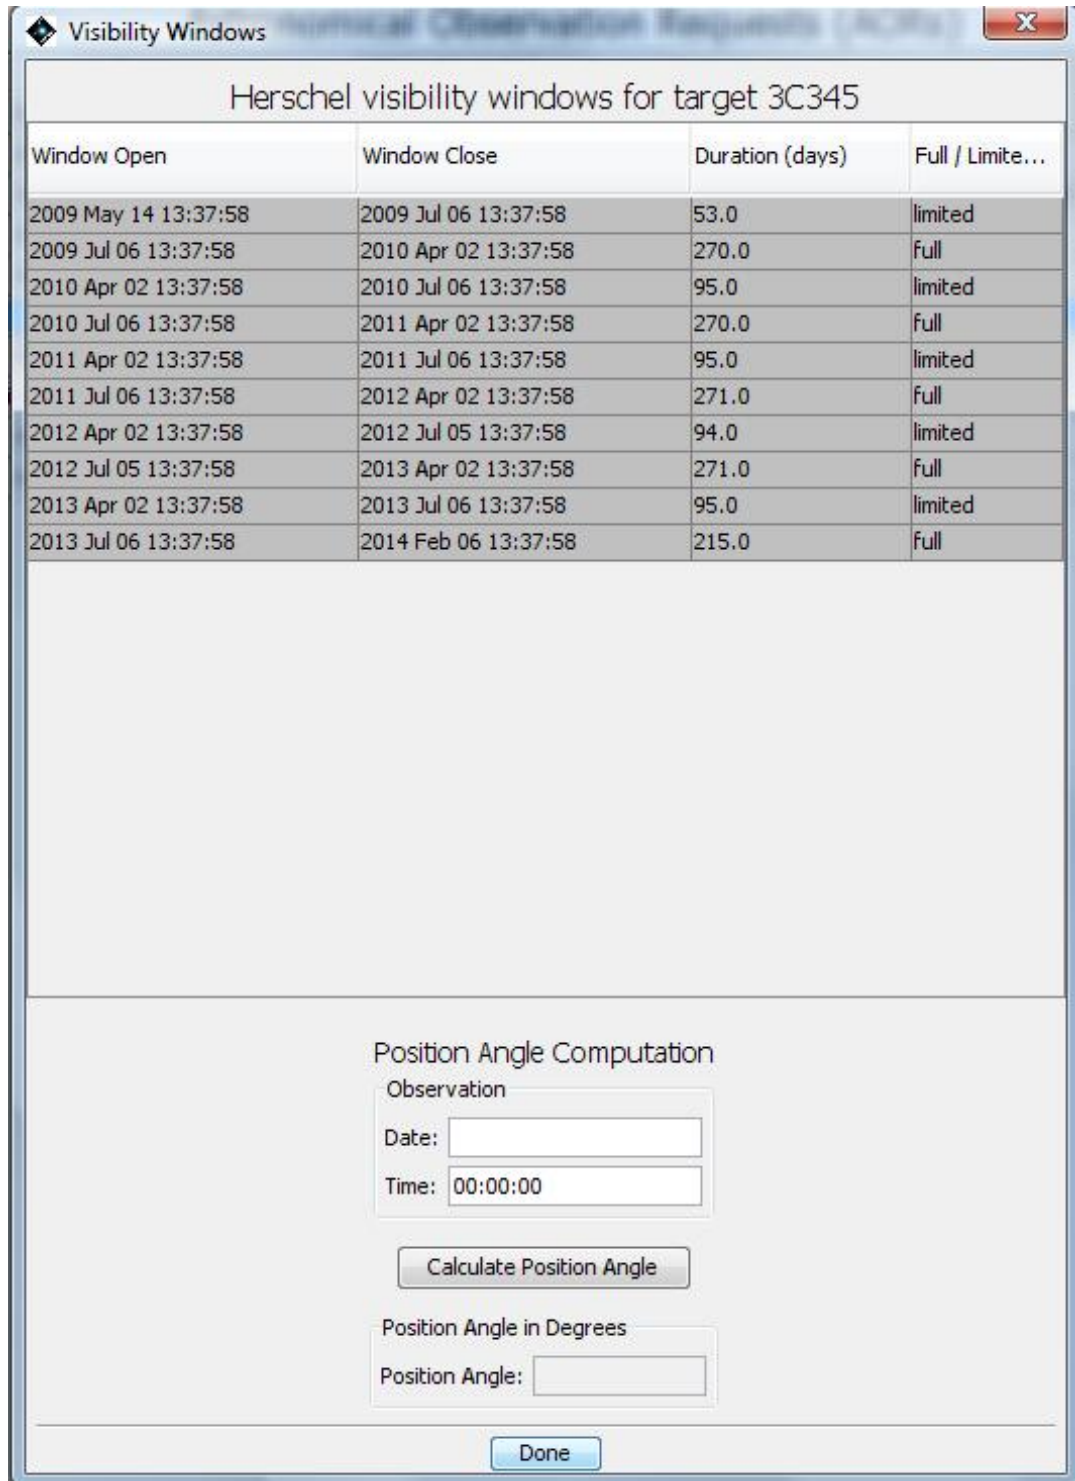 Visibility Windows
Astronomical Observation Requests (AORs)
Herschel visibility windows for target 3C345
Window Open Window Close Duration (days) Full / Limite...
2009 May 14 13:37:58 2009 Jul 06 13:37:58 53.0 limited
2009 Jul 06 13:37:58 2010 Apr 02 13:37:58 270.0 full
2010 Apr 02 13:37:58 2010 Jul 06 13:37:58 95.0 limited
2010 Jul 06 13:37:58 2011 Apr 02 13:37:58 270.0 full
2011 Apr 02 13:37:58 2011 Jul 06 13:37:58 95.0 limited
2011 Jul 06 13:37:58 2012 Apr 02 13:37:58 271.0 full
2012 Apr 02 13:37:58 2012 Jul 05 13:37:58 94.0 limited
2012 Jul 05 13:37:58 2013 Apr 02 13:37:58 271.0 full
2013 Apr 02 13:37:58 2013 Jul 06 13:37:58 95.0 limited
2013 Jul 06 13:37:58 2014 Feb 06 13:37:58 215.0 full
Position Angle Computation
Observation
Date:
Time: 00:00:00
Calculate Position Angle
Position Angle in Degrees
Position Angle:
Done